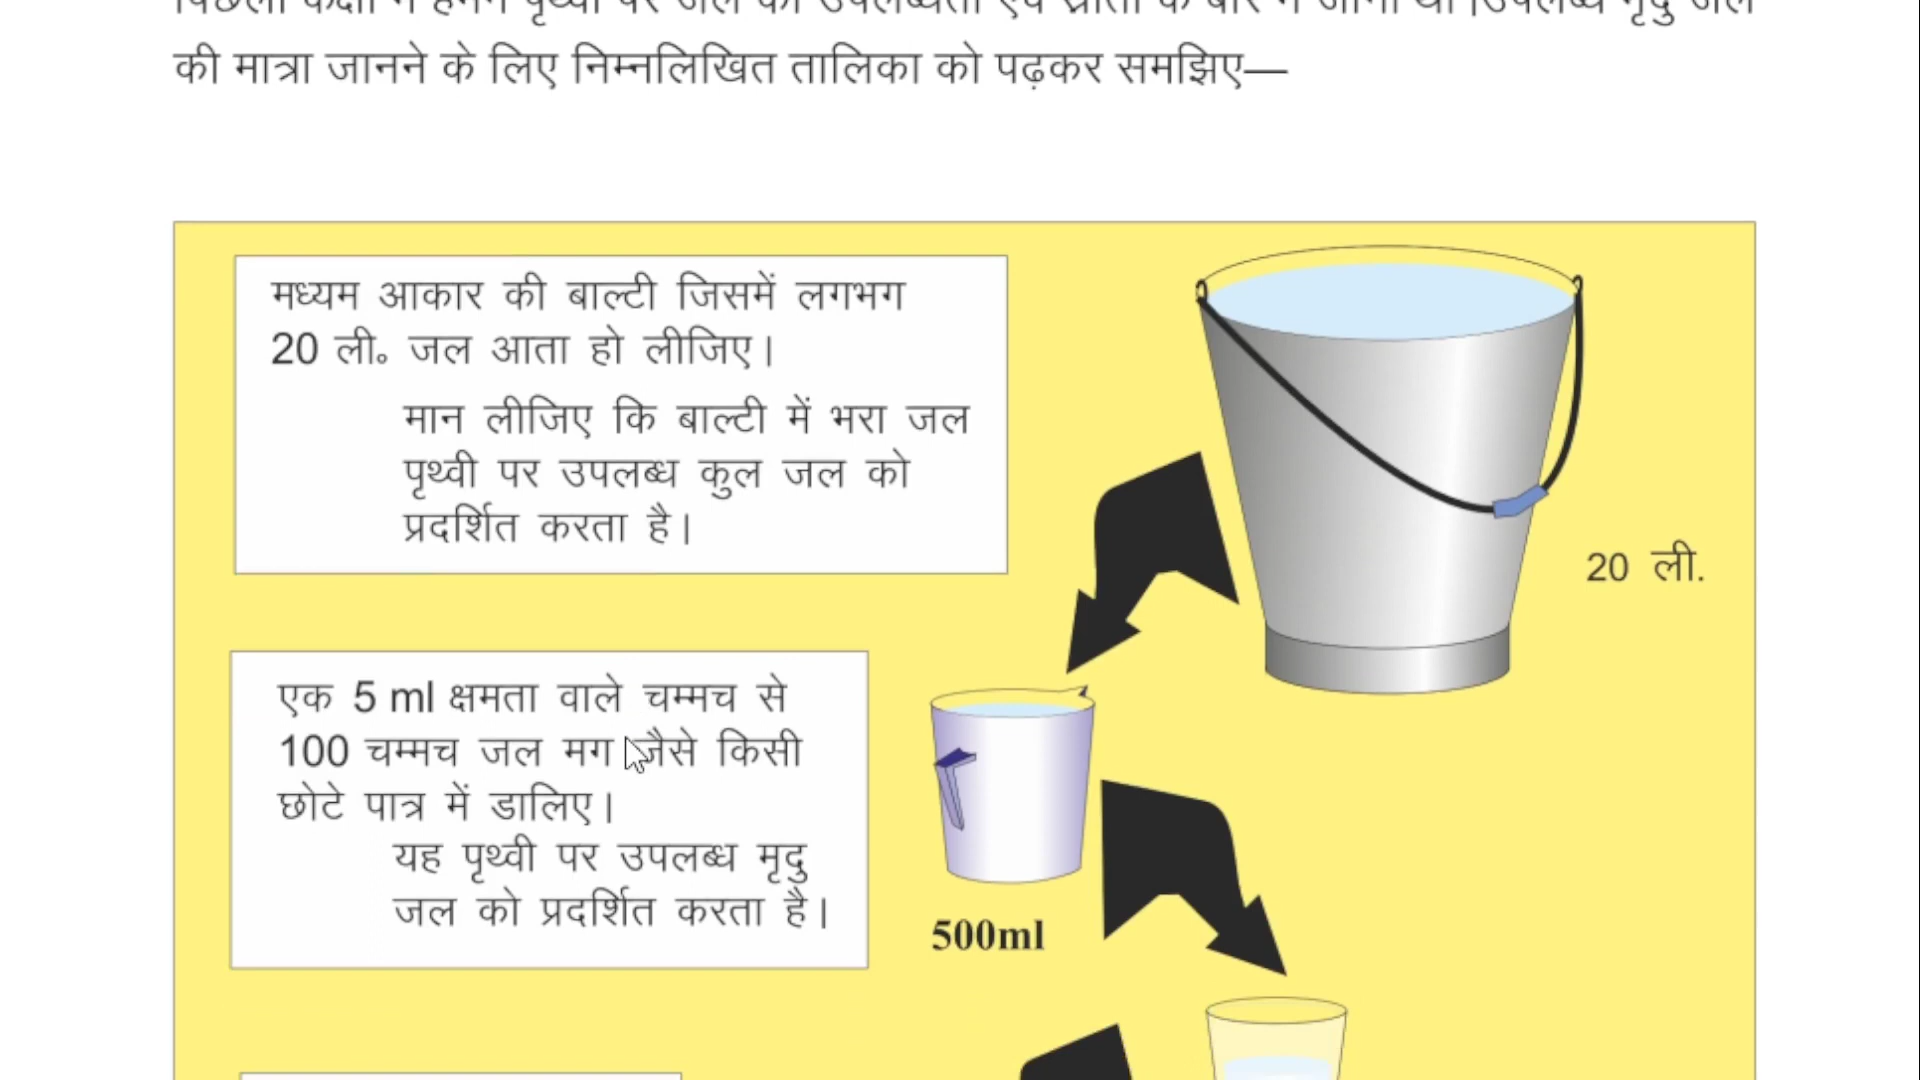 की मात्रा जानने के लिए निम्नलिखित तालिका को पढ़कर समझिए—
मध्यम आकार की बाल्टी जिसमें लगभग
20 ली० जल आता हो लीजिए।
मान लीजिए कि बाल्टी में भरा जल
पृथ्वी पर उपलब्ध कुल जल को
प्रदर्शित करता है।
20 ली.
एक 5 ml क्षमता वाले चम्मच से
100 चम्मच जल मग जैसे किसी
छोटे पात्र में डालिए।
यह पृथ्वी पर उपलब्ध मृदु
जल को प्रदर्शित करता है।
500ml